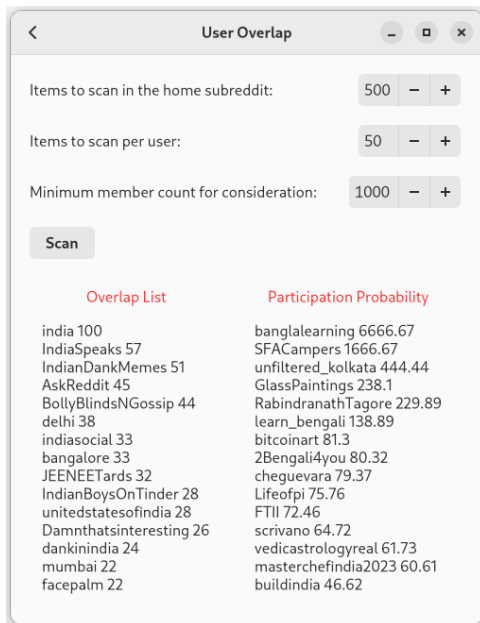 User Overlap
Items to scan in the home subreddit:
500
Items to scan per user:
50
Minimum member count for consideration:
1000
Scan
Overlap List
india 100
IndiaSpeaks 57
IndianDankMemes 51
AskReddit 45
BollyBlindsNGossip 44
delhi 38
indiasocial 33
bangalore 33
JEENEETards 32
IndianBoysOnTinder 28
unitedstatesofindia 28
Damnthatsinteresting 26
dankinindia 24
mumbai 22
facepalm 22
Participation Probability
banglalearning 6666.67
SFACampers 1666.67
unfiltered_kolkata 444.44
GlassPaintings 238.1
RabindranathTagore 229.89
learn_bengali 138.89
bitcoinart 81.3
2Bengali4you 80.32
cheguevara 79.37
Lifeofpi 75.76
FTII 72.46
scrivano 64.72
vedicastrologyreal 61.73
masterchefindia2023 60.61
buildindia 46.62